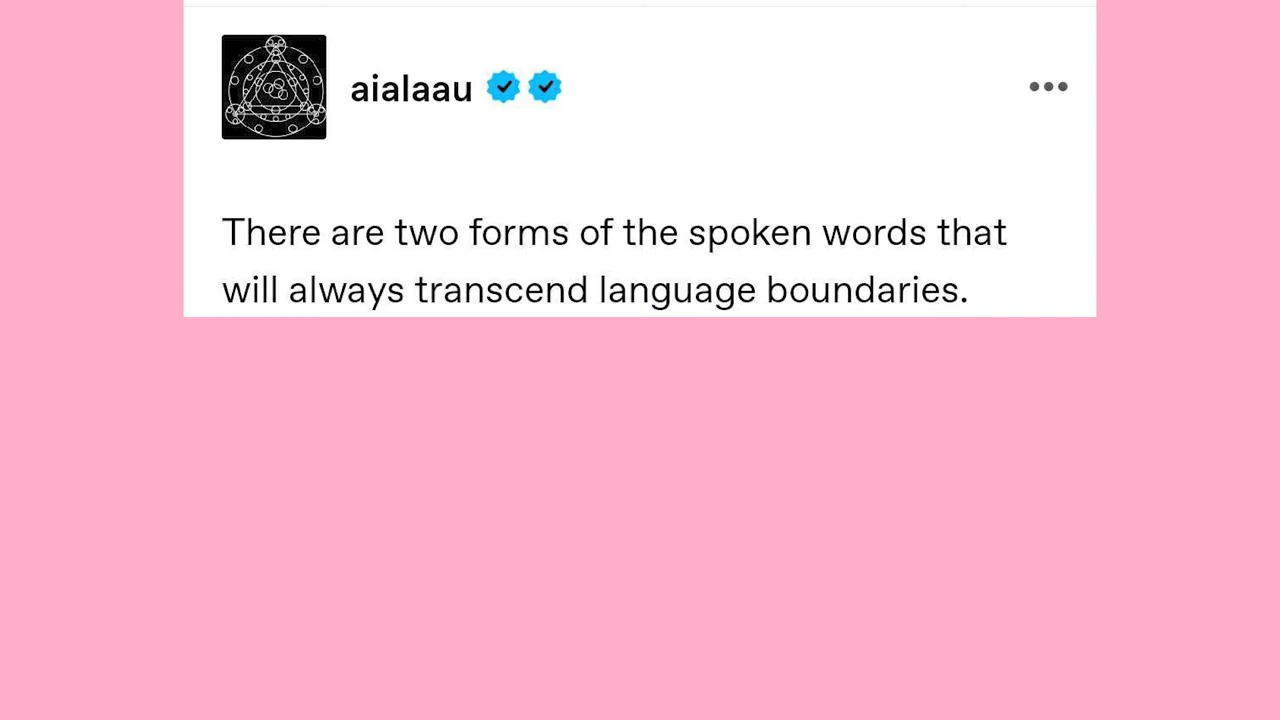 aialaau
There are two forms of the spoken words that
will always transcend language boundaries.